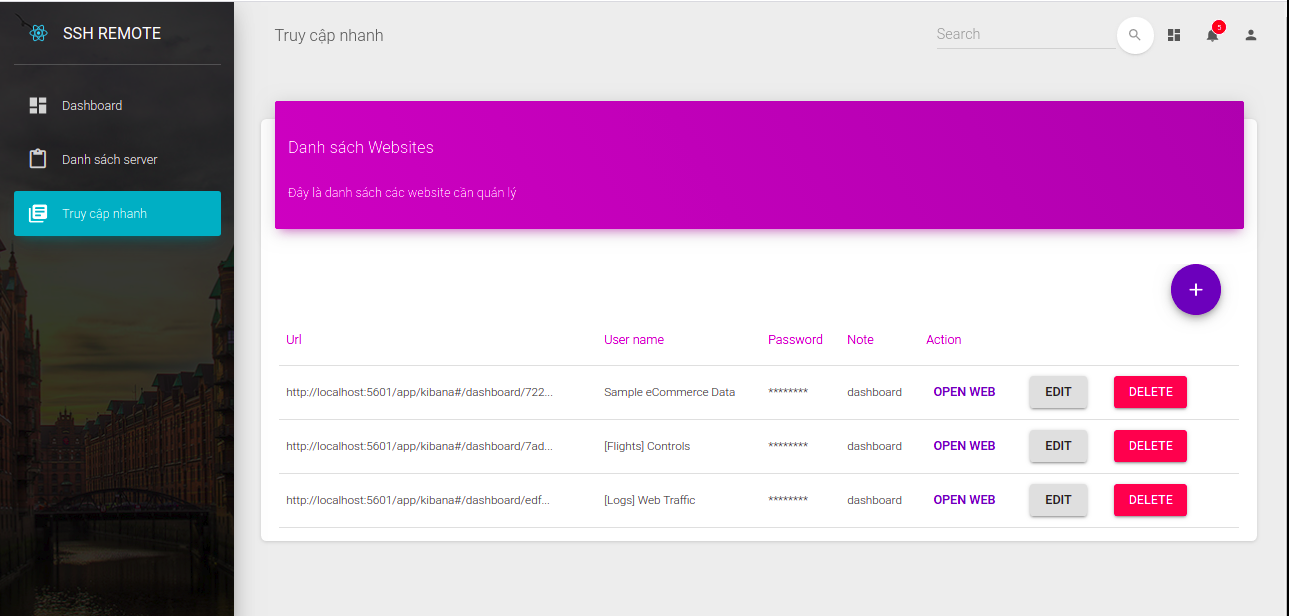 SSH REMOTE
Truy cập nhanh
Search
5
Dashboard
Danh sách server
Truy cập nhanh
Danh sách Websites
Đây là danh sách các website cần quản lý
+
Url User name Password Note Action
http://localhost:5601/app/kibana#/dashboard/722... Sample eCommerce Data ******** dashboard OPEN WEB EDIT DELETE
http://localhost:5601/app/kibana#/dashboard/7ad... [Flights] Controls ******** dashboard OPEN WEB EDIT DELETE
http://localhost:5601/app/kibana#/dashboard/edf... [Logs] Web Traffic ******** dashboard OPEN WEB EDIT DELETE